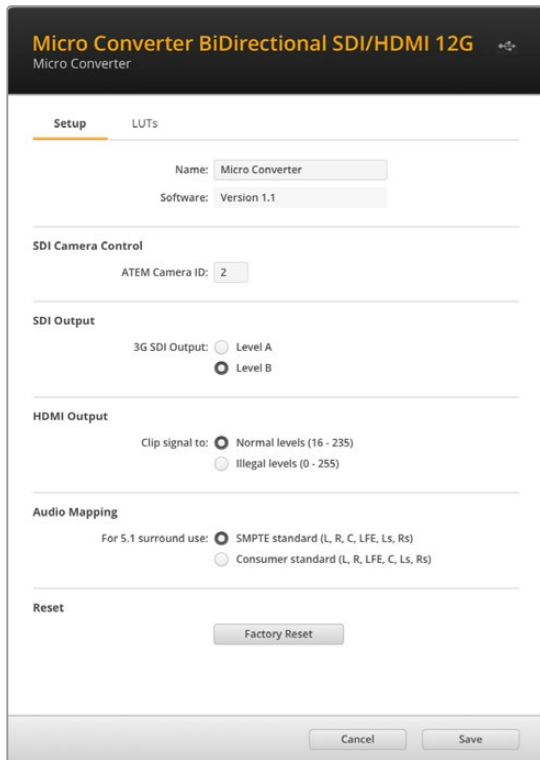 Micro Converter BiDirectional SDI/HDMI 12G
Micro Converter
Setup LUTs
Name: Micro Converter
Software: Version 1.1
SDI Camera Control
ATEM Camera ID: 2
SDI Output
3G SDI Output: Level A
Level B
HDMI Output
Clip signal to: Normal levels (16 - 235)
Illegal levels (0 - 255)
Audio Mapping
For 5.1 surround use: SMPTE standard (L, R, C, LFE, Ls, Rs)
Consumer standard (L, R, LFE, C, Ls, Rs)
Reset
Factory Reset
Cancel Save